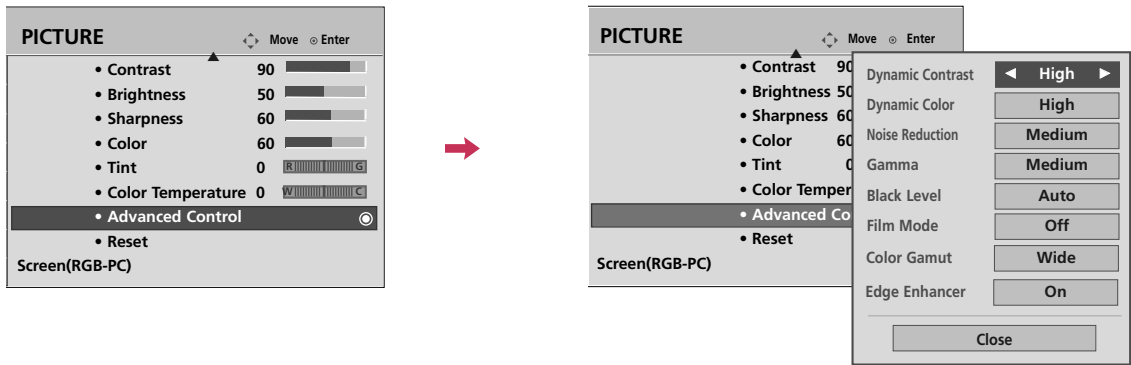 PICTURE
Move Enter
• Contrast 90
• Brightness 50
• Sharpness 60
• Color 60
• Tint 0 R G
• Color Temperature 0 W C
• Advanced Control
• Reset
Screen(RGB-PC)
PICTURE
Move Enter
• Contrast 90
• Brightness 50
• Sharpness 60
• Color 60
• Tint 0
• Color Temper
• Advanced Co
• Reset
Screen(RGB-PC)
Dynamic Contrast ◄ High ►
Dynamic Color High
Noise Reduction Medium
Gamma Medium
Black Level Auto
Film Mode Off
Color Gamut Wide
Edge Enhancer On
Close